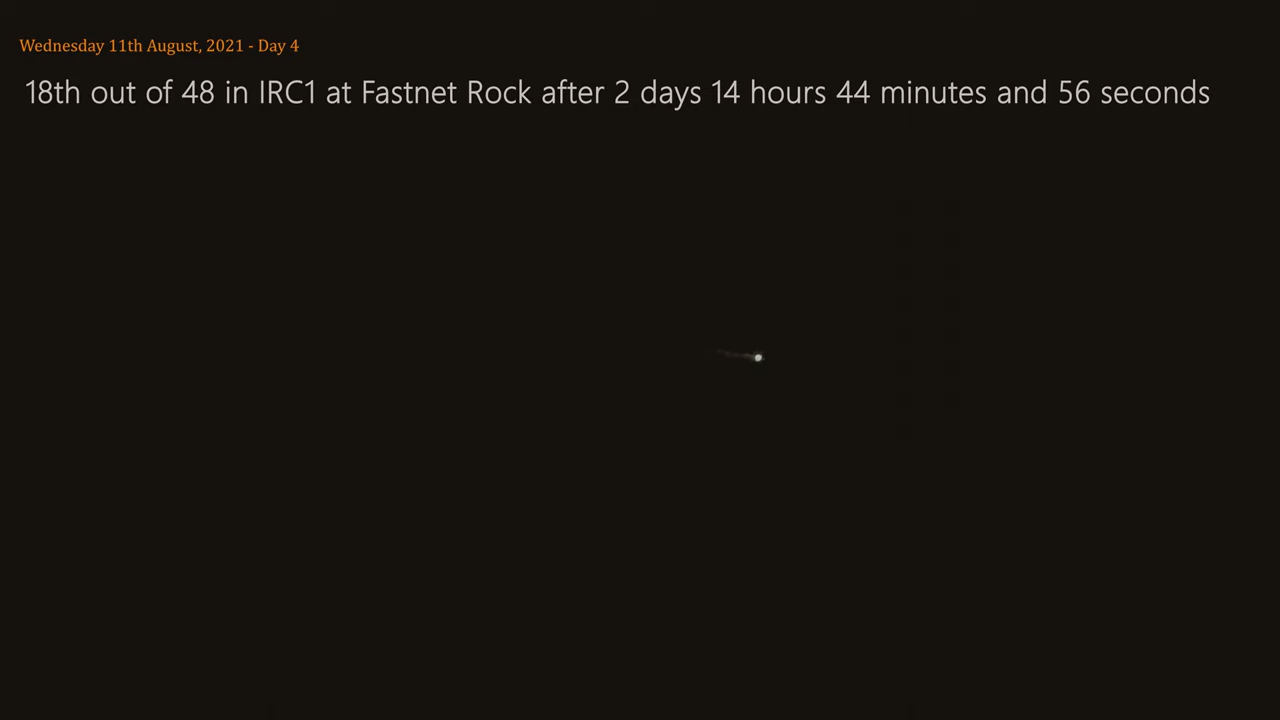 Wednesday 11th August, 2021 - Day 4
18th out of 48 in IRC1 at Fastnet Rock after 2 days 14 hours 44 minutes and 56 seconds